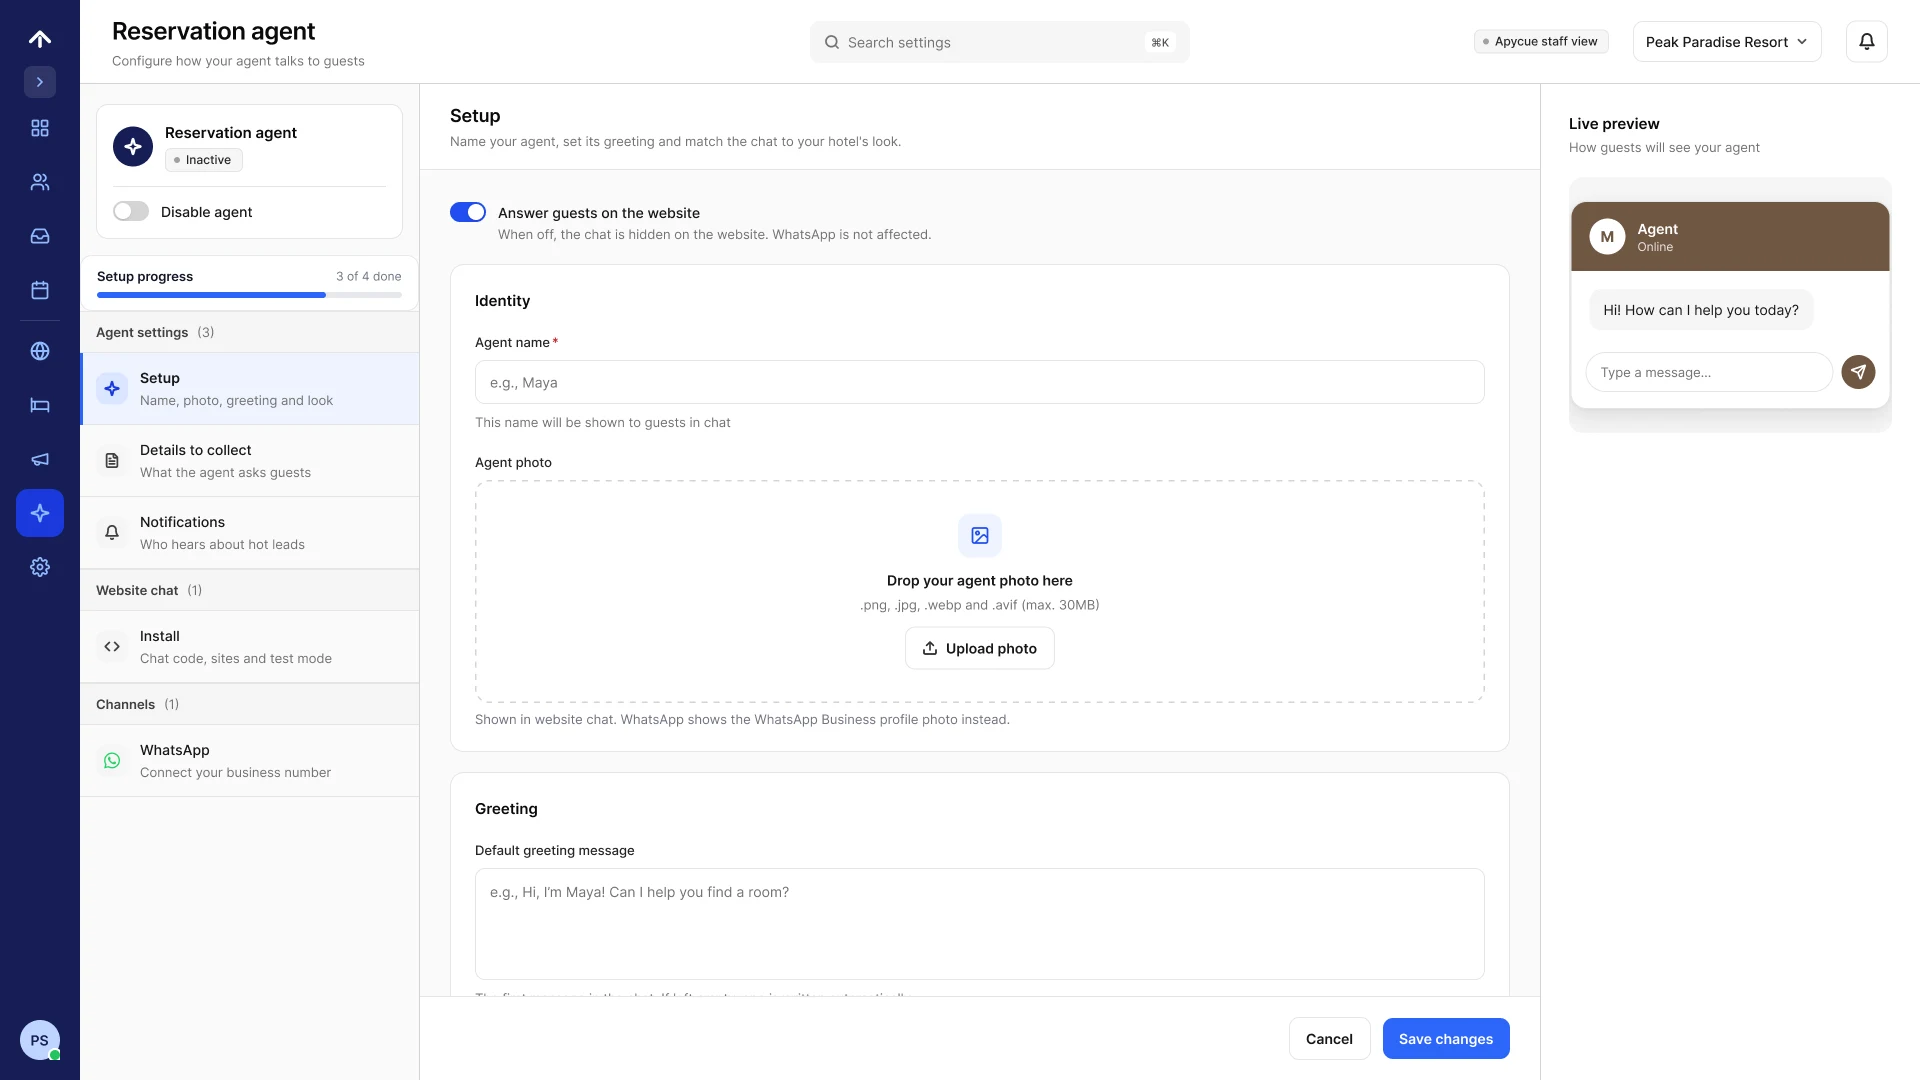 Reservation agent
Configure how your agent talks to guests
Search settings
⌘K
Apycue staff view
Peak Paradise Resort
Reservation agent
Inactive
Disable agent
Setup progress
3 of 4 done
Agent settings (3)
Setup
Name, photo, greeting and look
Details to collect
What the agent asks guests
Notifications
Who hears about hot leads
Website chat (1)
Install
Chat code, sites and test mode
Channels (1)
WhatsApp
Connect your business number
PS
Setup
Name your agent, set its greeting and match the chat to your hotel's look.
Answer guests on the website
When off, the chat is hidden on the website. WhatsApp is not affected.
Identity
Agent name*
e.g., Maya
This name will be shown to guests in chat
Agent photo
Drop your agent photo here
.png, .jpg, .webp and .avif (max. 30MB)
Upload photo
Shown in website chat. WhatsApp shows the WhatsApp Business profile photo instead.
Greeting
Default greeting message
e.g., Hi, I'm Maya! Can I help you find a room?
Cancel
Save changes
Live preview
How guests will see your agent
M
Agent
Online
Hi! How can I help you today?
Type a message...